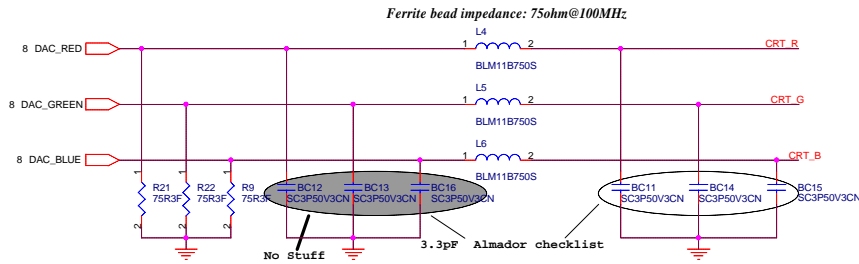 Ferrite bead impedance: 75ohm@100MHz
L4
8 DAC_RED
1
2
CRT_R
BLM11B750S
L5
8 DAC_GREEN
1
2
CRT_G
BLM11B750S
L6
8 DAC_BLUE
1
2
CRT_B
BLM11B750S
1
1
1
R21
75R3F
R22
75R3F
R9
75R3F
2
2
2
BC12
SC3P50V3CN
BC13
SC3P50V3CN
BC16
SC3P50V3CN
BC11
SC3P50V3CN
BC14
SC3P50V3CN
BC15
SC3P50V3CN
3.3pF Almador checklist
No Stuff